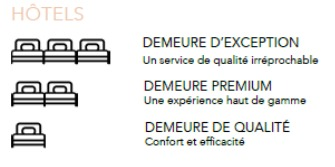 HÔTELS
DEMEURE D'EXCEPTION
Un service de qualité irréprochable
DEMEURE PREMIUM
Une expérience haut de gamme
DEMEURE DE QUALITÉ
Confort et efficacité